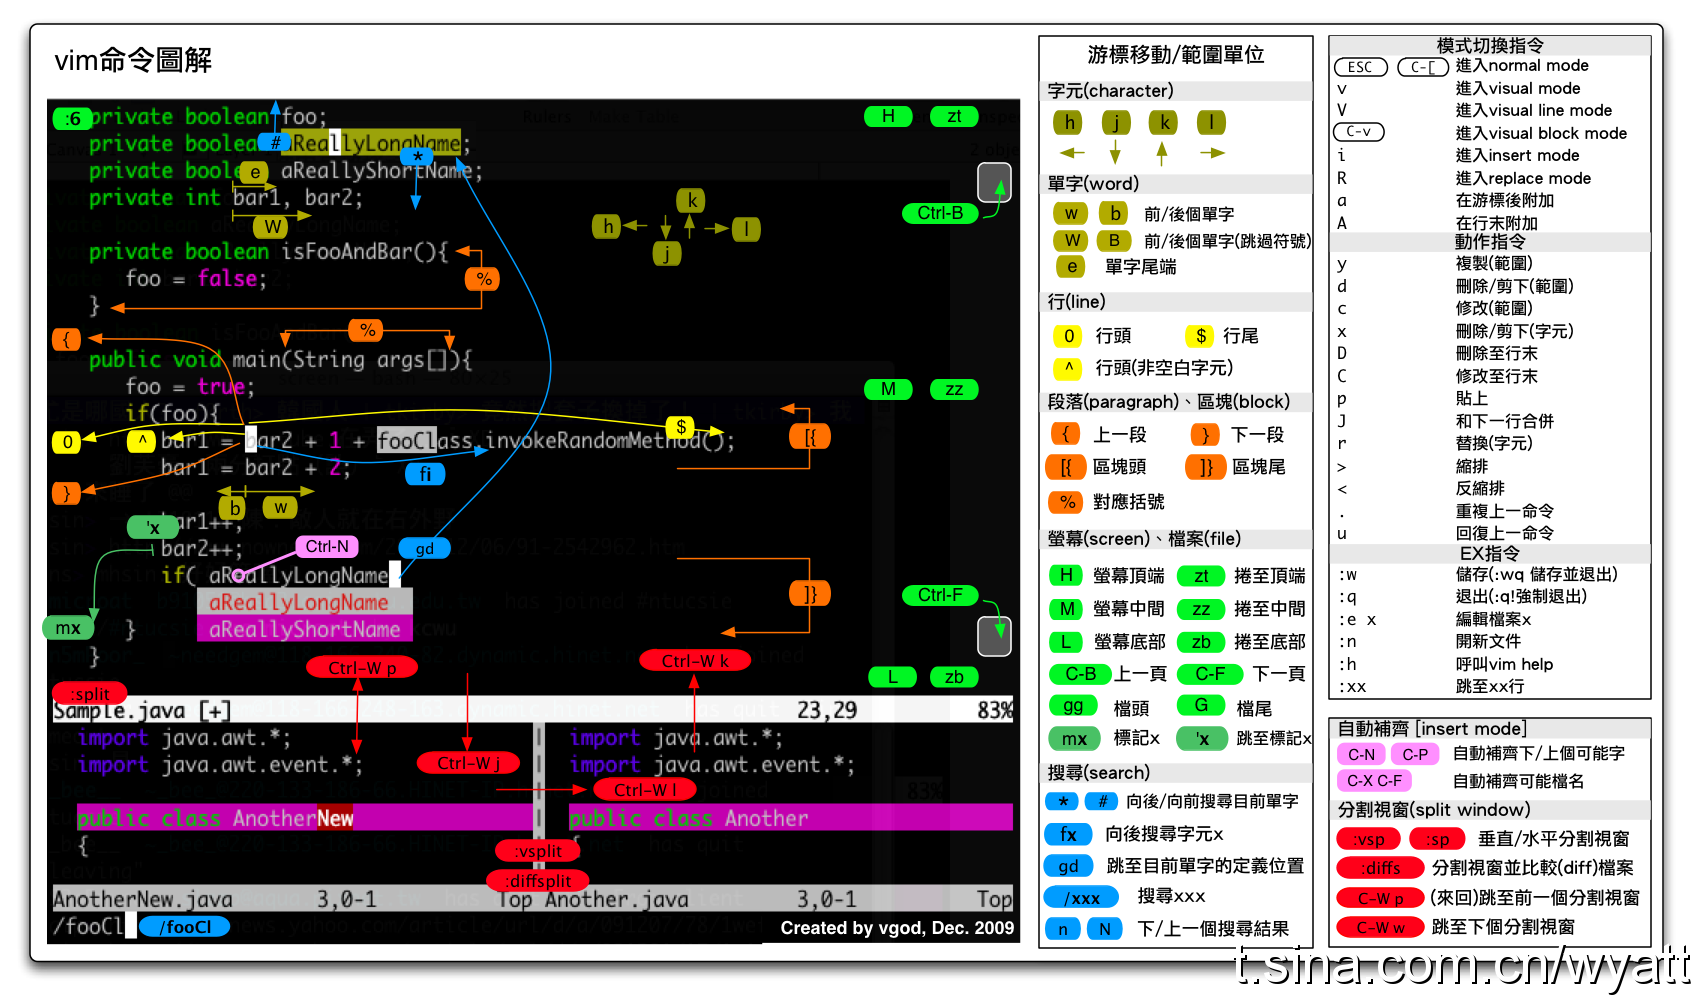 vim命令圖解
:6
private boolean foo;
#
private boolea aReallyLongName;
*
private boole e aReallyShortName;
private int bar1, bar2;
W
private boolean isFooAndBar(){
foo = false;
%
}
{
%
public void main(String args[]){
foo = true;
if(foo){
0
^
bar1 = bar2 + 1 + fooClass.invokeRandomMethod();
$
[{
bar1 = bar2 + 2;
fi
}
b
w
'x
bar1++;
bar2++;
Ctrl-N
gd
if( aReallyLongName
aReallyLongName
aReallyShortName
]}
mx
}
}
h
j
k
l
H
zt
Ctrl-B
M
zz
Ctrl-F
L
zb
Ctrl-W p
Ctrl-W k
:split
Sample.java [+] 23,29 83%
import java.awt.*;
import java.awt.event.*;
Ctrl-W j
Ctrl-W l
public class AnotherNew
{
import java.awt.*;
import java.awt.event.*;
public class Another
{
:vsplit
:diffsplit
AnotherNew.java 3,0-1 Top Another.java 3,0-1 Top
/fooCl
/fooCl
Created by vgod, Dec. 2009
游標移動/範圍單位
字元(character)
h j k l
單字(word)
w b 前/後個單字
W B 前/後個單字(跳過符號)
e 單字尾端
行(line)
0 行頭 $ 行尾
^ 行頭(非空白字元)
段落(paragraph)、區塊(block)
{ 上一段 } 下一段
[{ 區塊頭 ]} 區塊尾
% 對應括號
螢幕(screen)、檔案(file)
H 螢幕頂端 zt 捲至頂端
M 螢幕中間 zz 捲至中間
L 螢幕底部 zb 捲至底部
C-B 上一頁 C-F 下一頁
gg 檔頭 G 檔尾
mx 標記x 'x 跳至標記x
搜尋(search)
* # 向後/向前搜尋目前單字
fx 向後搜尋字元x
gd 跳至目前單字的定義位置
/xxx 搜尋xxx
n N 下/上一個搜尋結果
模式切換指令
ESC C-[ 進入normal mode
v 進入visual mode
V 進入visual line mode
C-v 進入visual block mode
i 進入insert mode
R 進入replace mode
a 在游標後附加
A 在行末附加
動作指令
y 複製(範圍)
d 刪除/剪下(範圍)
c 修改(範圍)
x 刪除/剪下(字元)
D 刪除至行末
C 修改至行末
p 貼上
J 和下一行合併
r 替換(字元)
> 縮排
< 反縮排
. 重複上一命令
u 回復上一命令
EX指令
:w 儲存(:wq 儲存並退出)
:q 退出(:q!強制退出)
:e x 編輯檔案x
:n 開新文件
:h 呼叫vim help
:xx 跳至xx行
自動補齊 [insert mode]
C-N C-P 自動補齊下/上個可能字
C-X C-F 自動補齊可能檔名
分割視窗(split window)
:vsp :sp 垂直/水平分割視窗
:diffs 分割視窗並比較(diff)檔案
C-W p (來回)跳至前一個分割視窗
C-W w 跳至下個分割視窗
t.sina.com.cn/wyatt